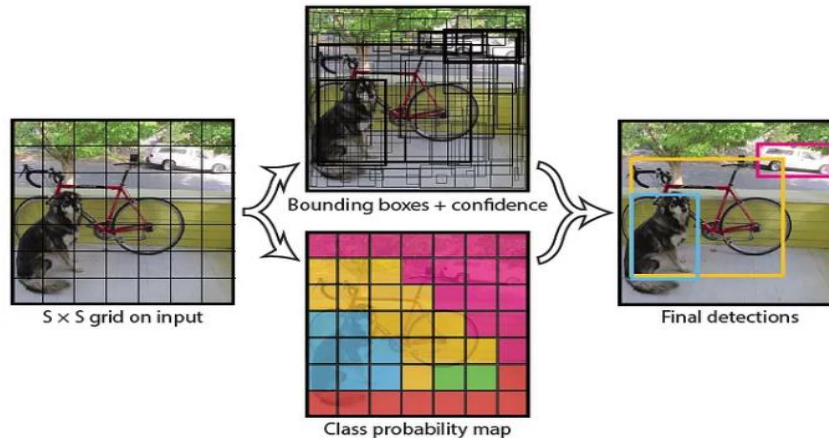 Bounding boxes + confidence
S × S grid on input
Final detections
Class probability map